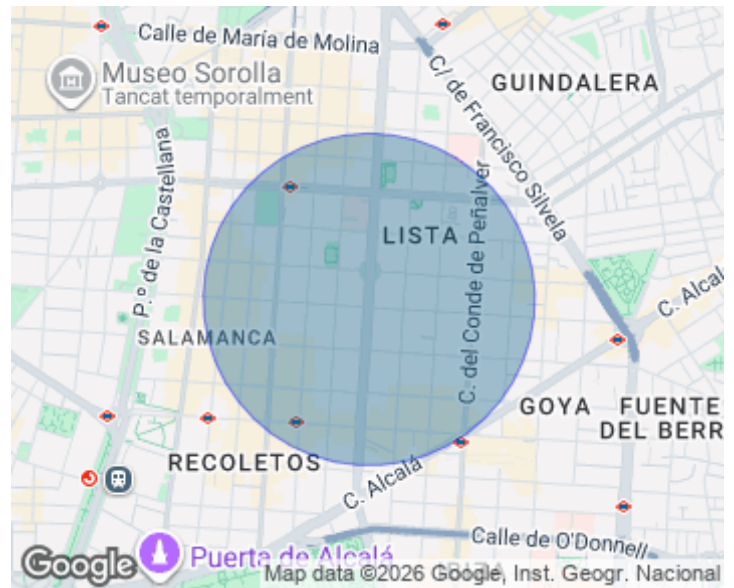 Calle de María de Molina
Museo Sorolla
Tancat temporalment
GUINDALERA
C/ de Francisco Silvela
P.º de la Castellana
LISTA
C. del Conde de Peñalver
C. Alcal
SALAMANCA
GOYA
FUENTE
DEL BERR
RECOLETOS
C. Alcalá
Calle de O'Donnell
Puerta de Alcalá
Google
Map data ©2026 Google, Inst. Geogr. Nacional